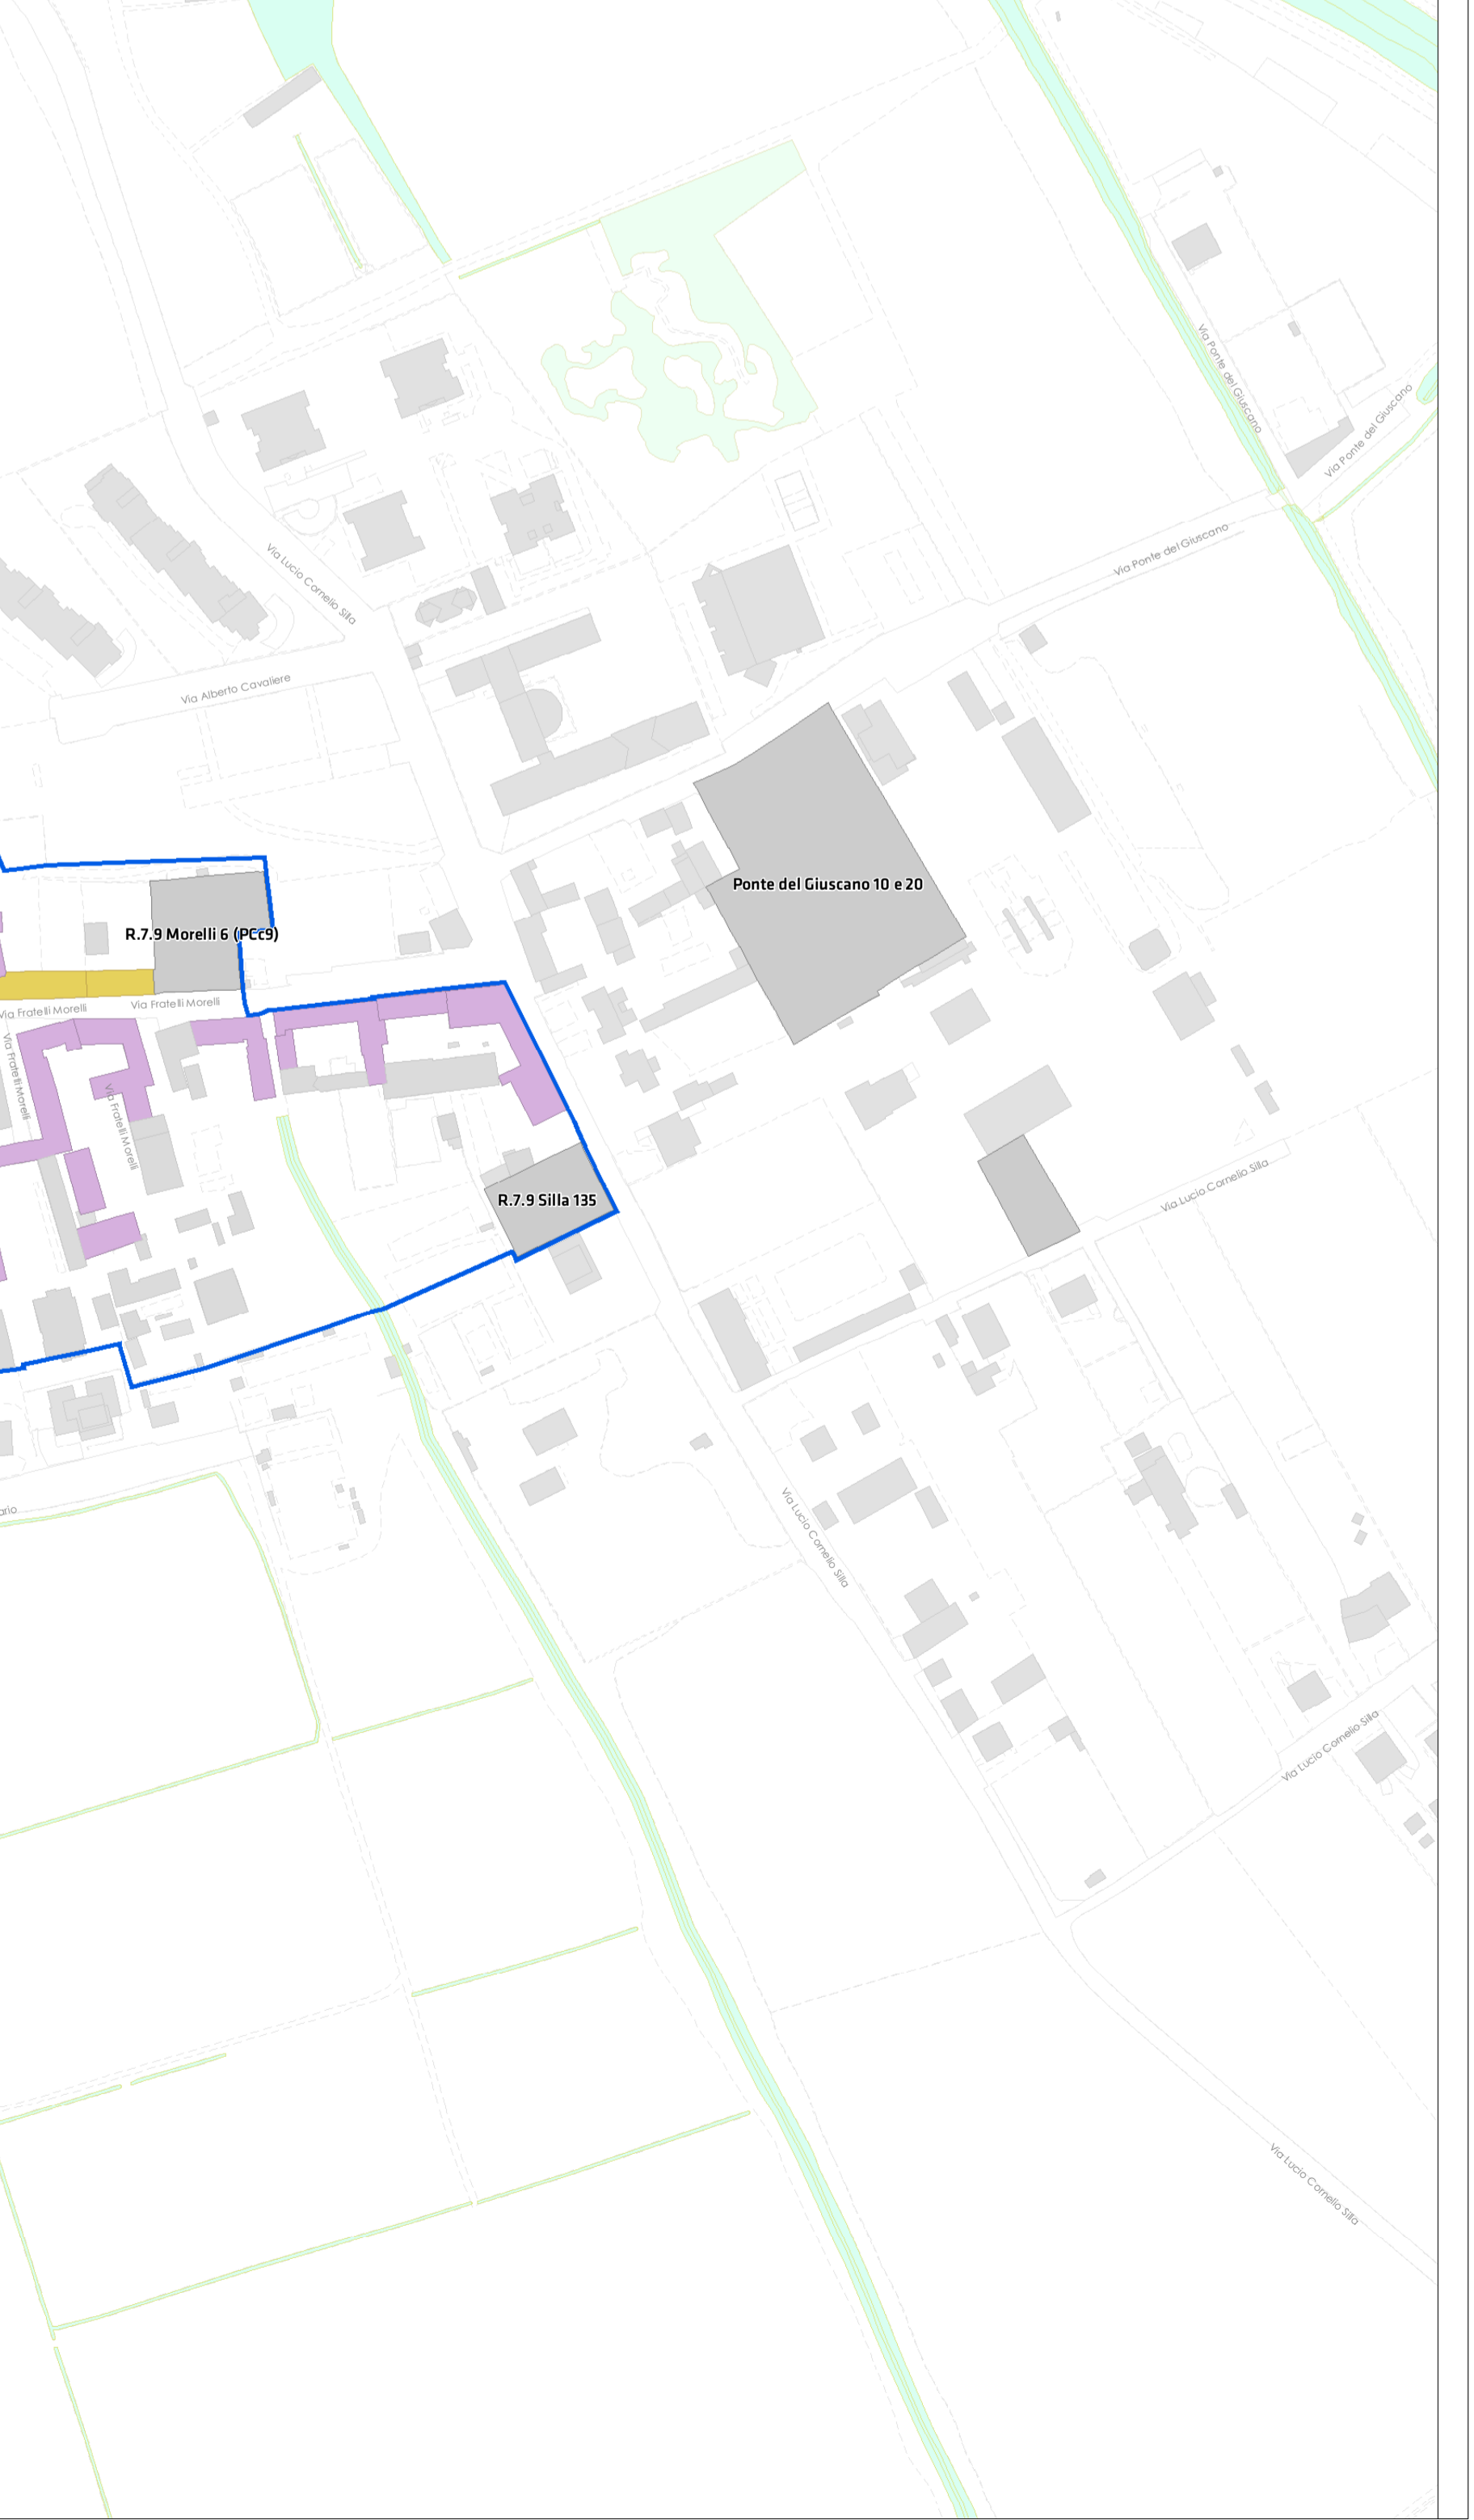 Via Ponte del Giuscano
Via Ponte del Giuscano
Via Ponte del Giuscano
Via Lucio Cornelio Silla
Via Alberto Cavaliere
Ponte del Giuscano 10 e 20
R.7.9 Morelli 6 (PCc9)
Via Fratelli Morelli
Via Fratelli Morelli
Via Fratelli Morelli
Via Fratelli Morelli
R.7.9 Silla 135
Via Lucio Cornelio Silla
Via Lucio Cornelio Silla
Via Lucio Cornelio Silla
Via Lucio Cornelio Silla